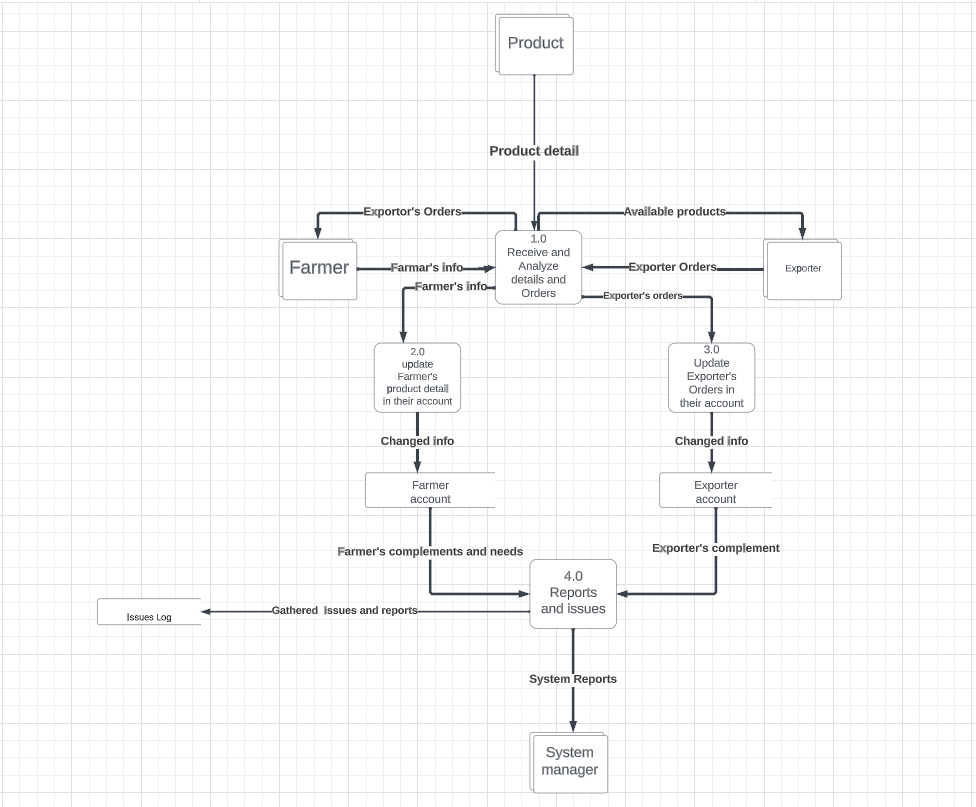 Product
Product detail
Exportor's Orders
Available products
Farmer
Farmar's info
1.0
Receive and
Analyze
details and
Orders
Exporter Orders
Exporter
Farmer's info
Exporter's orders
2.0
update
Farmer's
product detail
in their account
3.0
Update
Exporter's
Orders in
their account
Changed info
Changed info
Farmer
account
Exporter
account
Farmer's complements and needs
Exporter's complement
4.0
Reports
and issues
Gathered issues and reports
Issues Log
System Reports
System
manager